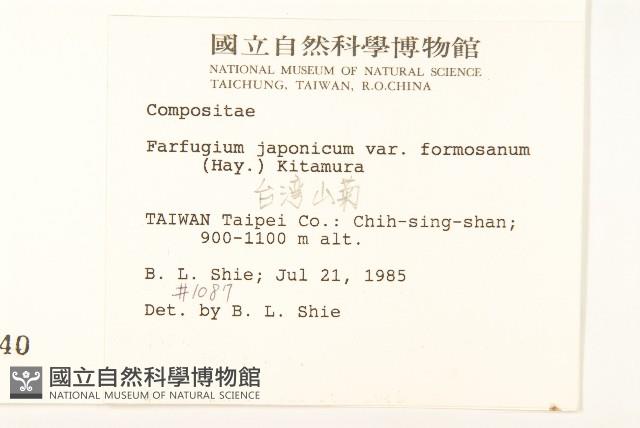 國立自然科學博物館
NATIONAL MUSEUM OF NATURAL SCIENCE
TAICHUNG, TAIWAN, R.O.CHINA
Compositae
Farfugium japonicum var. formosanum
(Hay.) Kitamura
台湾山菊
TAIWAN Taipei Co.: Chih-sing-shan;
900-1100 m alt.
B. L. Shie; Jul 21, 1985
#1087
Det. by B. L. Shie
40
國立自然科學博物館
NATIONAL MUSEUM OF NATURAL SCIENCE